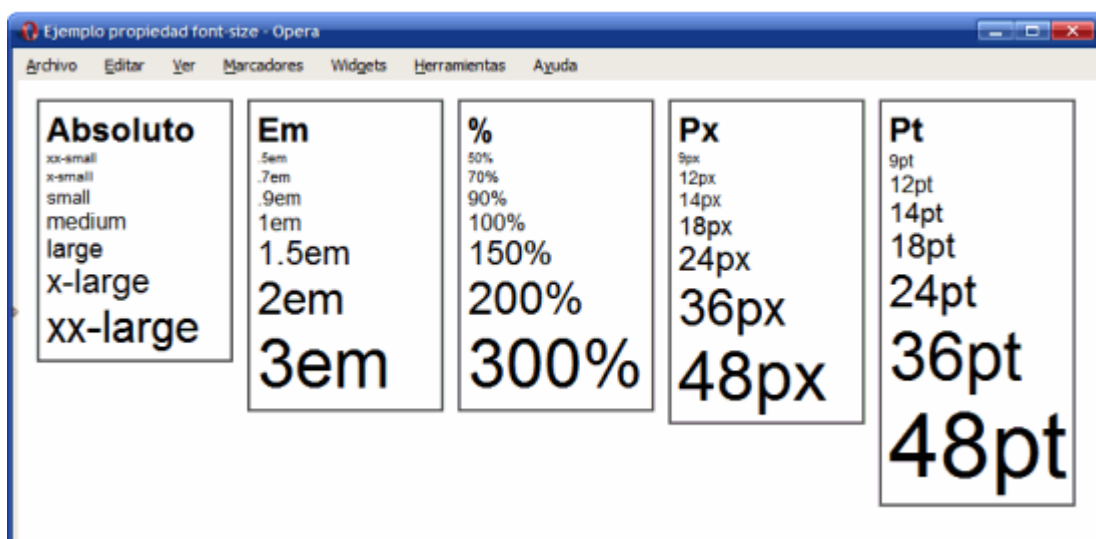 Ejemplo propiedad font-size - Opera
Archivo Editar Ver Marcadores Widgets Herramientas Ayuda
Absoluto
xx-small
x-small
small
medium
large
x-large
xx-large
Em
.5em
.7em
.9em
1em
1.5em
2em
3em
%
50%
70%
90%
100%
150%
200%
300%
Px
9px
12px
14px
18px
24px
36px
48px
Pt
9pt
12pt
14pt
18pt
24pt
36pt
48pt